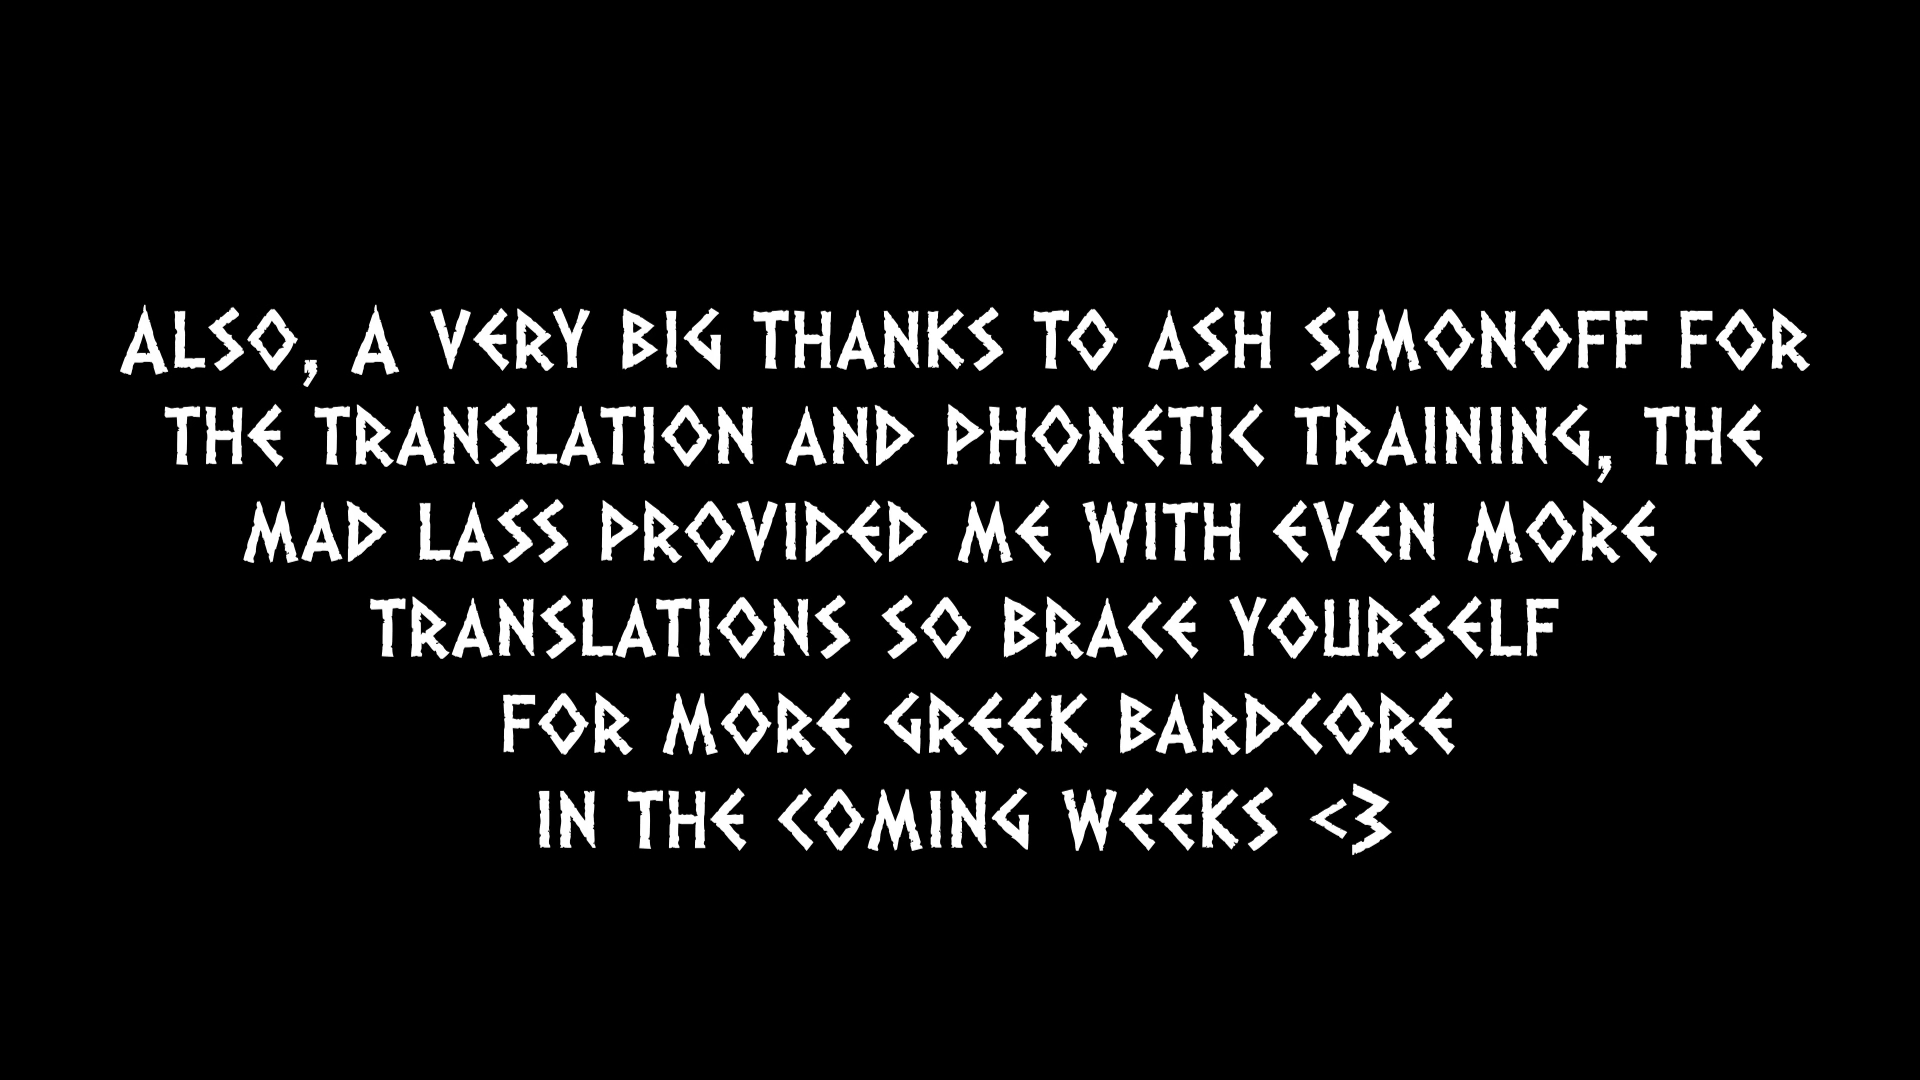 ALSO, A VERY BIG THANKS TO ASH SIMONOFF FOR
THE TRANSLATION AND PHONETIC TRAINING, THE
MAD LASS PROVIDED ME WITH EVEN MORE
TRANSLATIONS SO BRACE YOURSELF
FOR MORE GREEK BARDCORE
IN THE COMING WEEKS <3